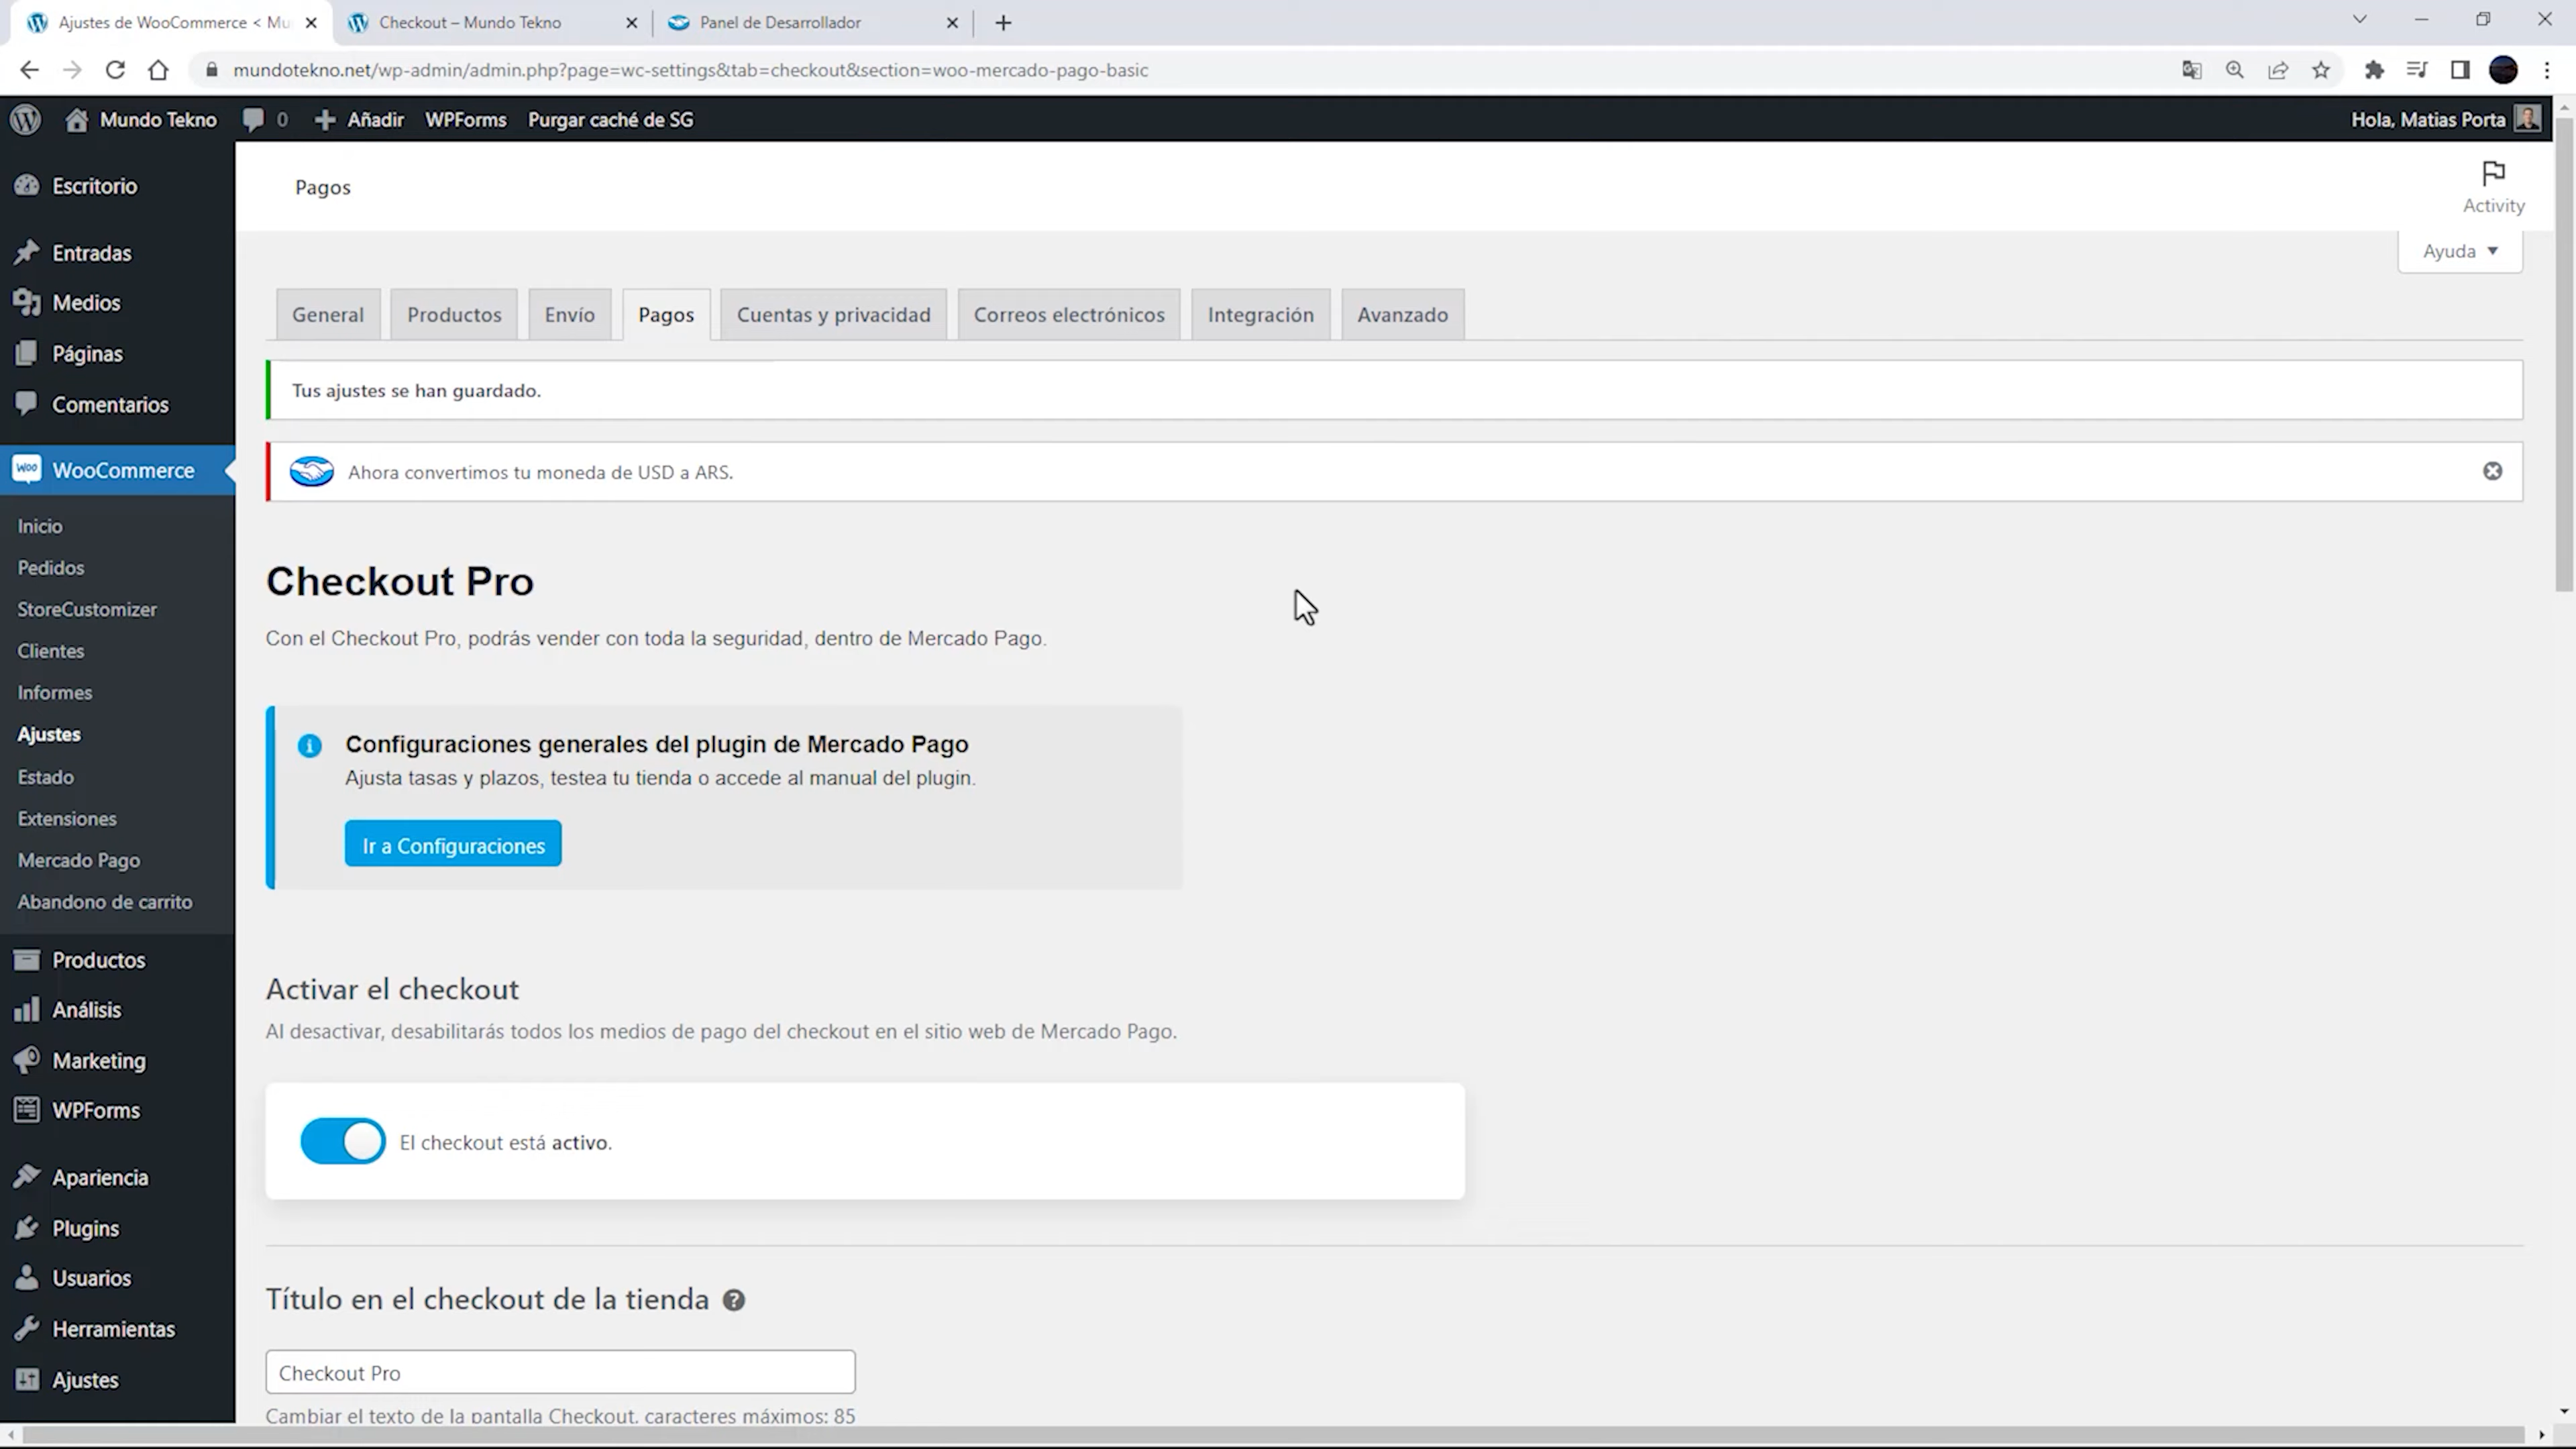 Ajustes de WooCommerce < Mu
Checkout – Mundo Tekno
Panel de Desarrollador
mundotekno.net/wp-admin/admin.php?page=wc-settings&tab=checkout&section=woo-mercado-pago-basic
Mundo Tekno
0
Añadir
WPForms
Purgar caché de SG
Hola, Matias Porta
Escritorio
Entradas
Medios
Páginas
Comentarios
Woo
WooCommerce
Inicio
Pedidos
StoreCustomizer
Clientes
Informes
Ajustes
Estado
Extensiones
Mercado Pago
Abandono de carrito
Productos
Análisis
Marketing
WPForms
Apariencia
Plugins
Usuarios
Herramientas
Ajustes
Pagos
Activity
Ayuda
General
Productos
Envío
Pagos
Cuentas y privacidad
Correos electrónicos
Integración
Avanzado
Tus ajustes se han guardado.
Ahora convertimos tu moneda de USD a ARS.
Checkout Pro
Con el Checkout Pro, podrás vender con toda la seguridad, dentro de Mercado Pago.
Configuraciones generales del plugin de Mercado Pago
Ajusta tasas y plazos, testea tu tienda o accede al manual del plugin.
Ir a Configuraciones
Activar el checkout
Al desactivar, desabilitarás todos los medios de pago del checkout en el sitio web de Mercado Pago.
El checkout está activo.
Título en el checkout de la tienda
Checkout Pro
Cambiar el texto de la pantalla Checkout. caracteres máximos: 85